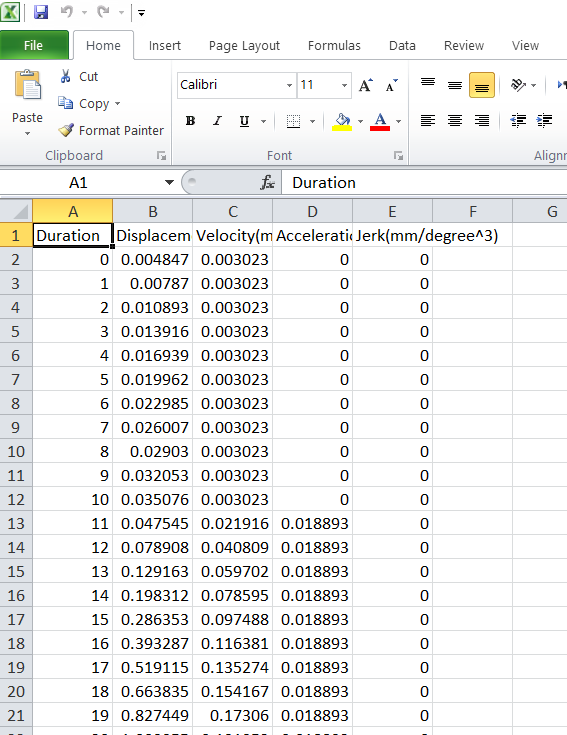 File Home Insert Page Layout Formulas Data Review View
Paste Cut
Copy
Format Painter
Calibri 11 A A
B I U A
Clipboard Font Alignr
A1 fx Duration
A B C D E F G
1 Duration Displacem Velocity(m Acceleratic Jerk(mm/degree^3)
2 0 0.004847 0.003023 0 0
3 1 0.00787 0.003023 0 0
4 2 0.010893 0.003023 0 0
5 3 0.013916 0.003023 0 0
6 4 0.016939 0.003023 0 0
7 5 0.019962 0.003023 0 0
8 6 0.022985 0.003023 0 0
9 7 0.026007 0.003023 0 0
10 8 0.02903 0.003023 0 0
11 9 0.032053 0.003023 0 0
12 10 0.035076 0.003023 0 0
13 11 0.047545 0.021916 0.018893 0
14 12 0.078908 0.040809 0.018893 0
15 13 0.129163 0.059702 0.018893 0
16 14 0.198312 0.078595 0.018893 0
17 15 0.286353 0.097488 0.018893 0
18 16 0.393287 0.116381 0.018893 0
19 17 0.519115 0.135274 0.018893 0
20 18 0.663835 0.154167 0.018893 0
21 19 0.827449 0.17306 0.018893 0